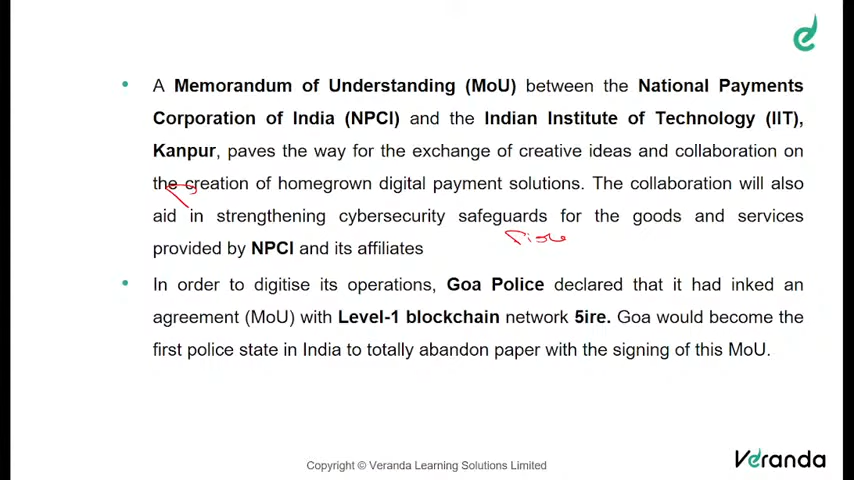 A Memorandum of Understanding (MoU) between the National Payments
Corporation of India (NPCI) and the Indian Institute of Technology (IIT),
Kanpur, paves the way for the exchange of creative ideas and collaboration on
the creation of homegrown digital payment solutions. The collaboration will also
aid in strengthening cybersecurity safeguards for the goods and services
provided by NPCI and its affiliates
In order to digitise its operations, Goa Police declared that it had inked an
agreement (MoU) with Level-1 blockchain network 5ire. Goa would become the
first police state in India to totally abandon paper with the signing of this MoU.
Copyright © Veranda Learning Solutions Limited
Veranda